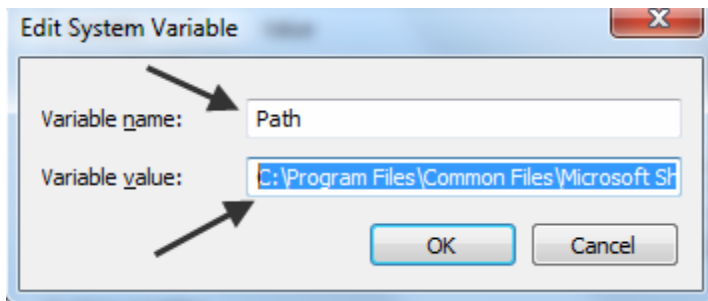 Edit System Variable
Variable name: Path
Variable value: C:\Program Files\Common Files\Microsoft Sh
OK Cancel